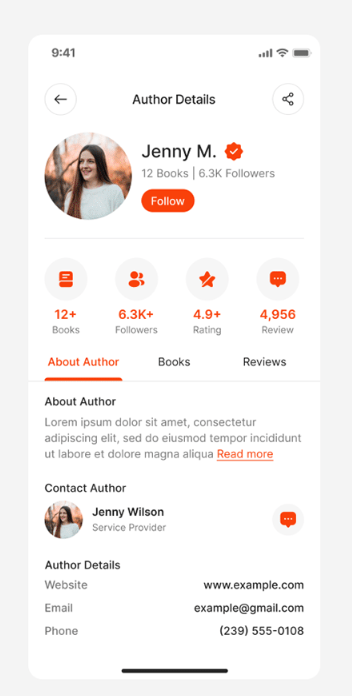 9:41
Author Details
Jenny M.
12 Books | 6.3K Followers
Follow
12+
Books
6.3K+
Followers
4.9+
Rating
4,956
Review
About Author
Books
Reviews
About Author
Lorem ipsum dolor sit amet, consectetur
adipiscing elit, sed do eiusmod tempor incididunt
ut labore et dolore magna aliqua Read more
Contact Author
Jenny Wilson
Service Provider
Author Details
Website www.example.com
Email example@gmail.com
Phone (239) 555-0108